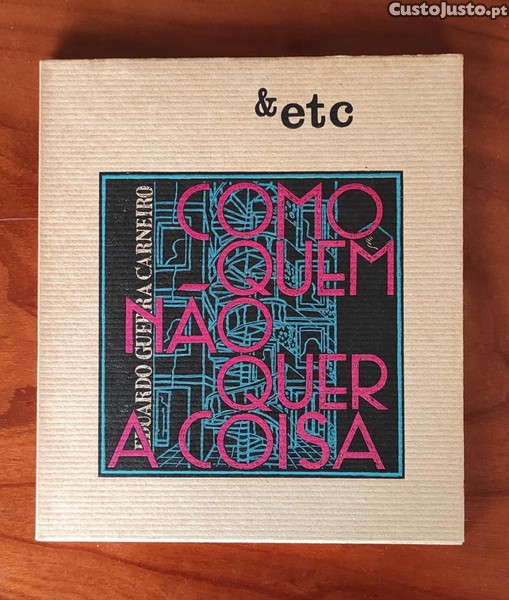 CustoJusto.pt
&etc
EDUARDO GUERRA CARNEIRO
COMO
QUEM
NÃO
QUER
A COISA